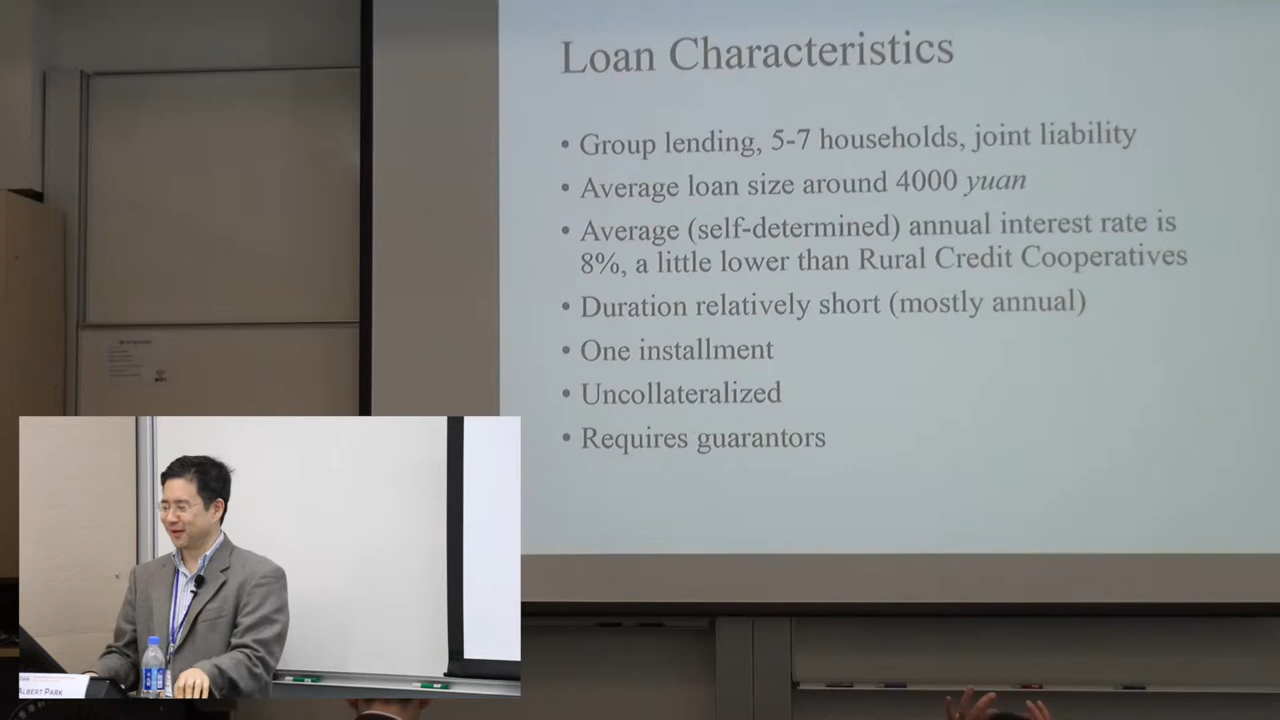 Loan Characteristics
• Group lending, 5-7 households, joint liability
• Average loan size around 4000 yuan
• Average (self-determined) annual interest rate is
8%, a little lower than Rural Credit Cooperatives
• Duration relatively short (mostly annual)
• One installment
• Uncollateralized
• Requires guarantors
ALBERT PARK